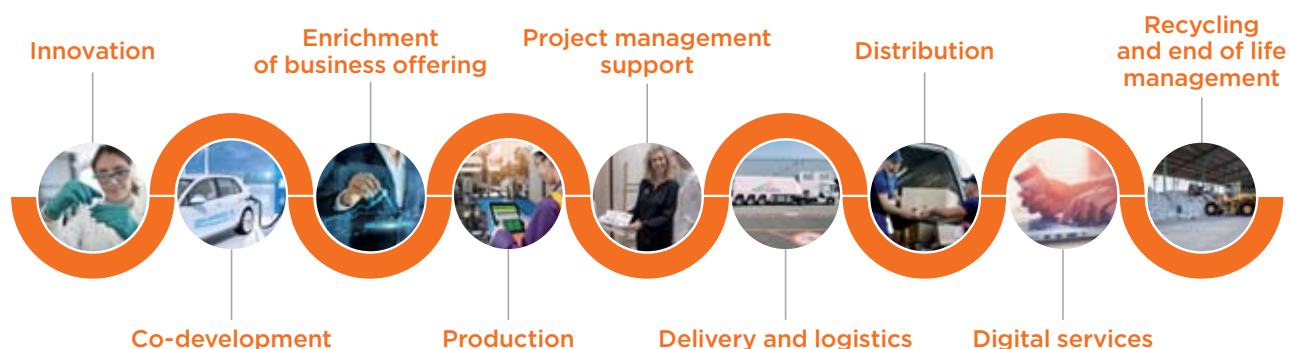 Innovation
Co-development
Enrichment
of business offering
Production
Project management
support
Delivery and logistics
Distribution
Digital services
Recycling
and end of life
management